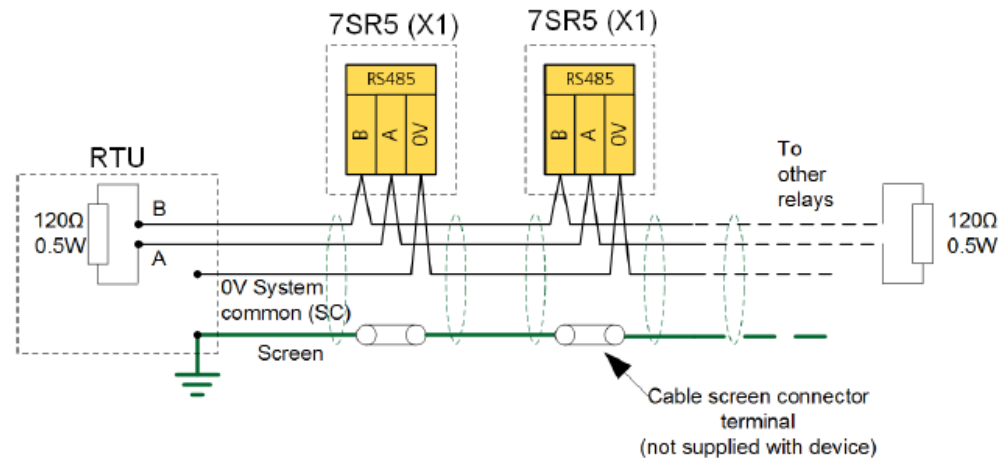 7SR5 (X1)
7SR5 (X1)
RS485
B
A
0V
RS485
B
A
0V
RTU
To
other
relays
120Ω
0.5W
B
A
120Ω
0.5W
0V System
common (SC)
Screen
Cable screen connector
terminal
(not supplied with device)